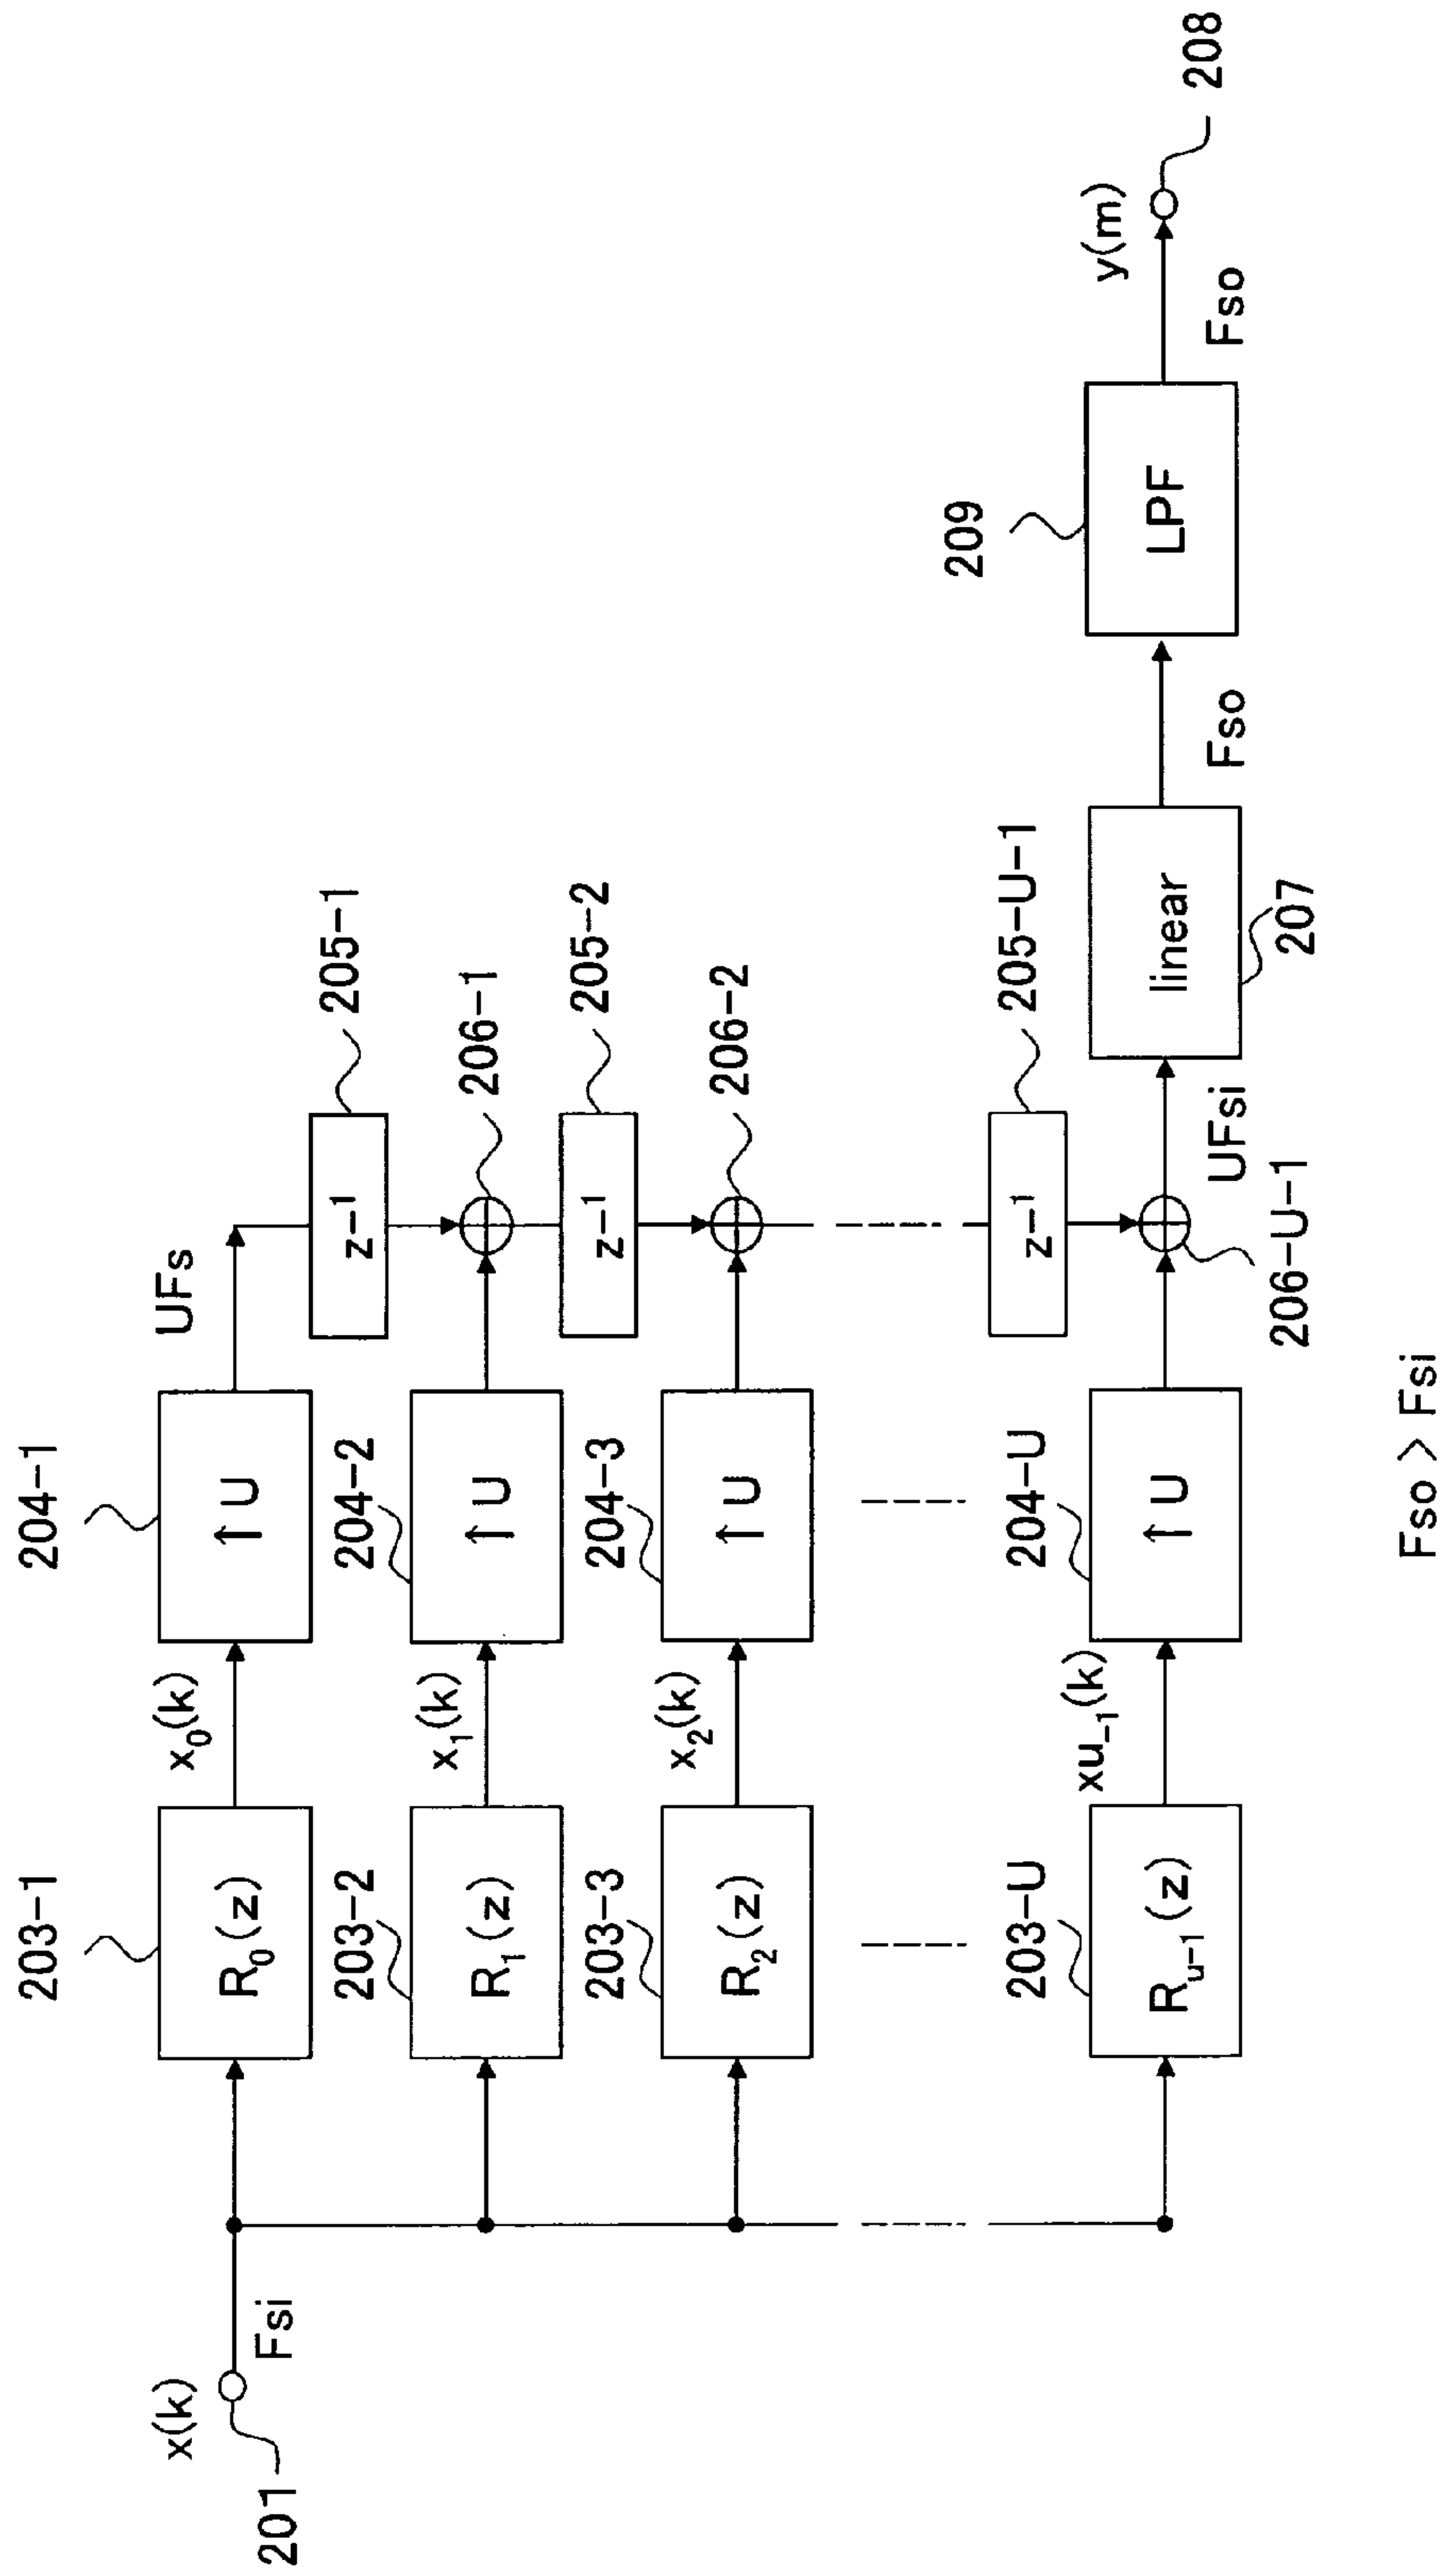 x(k)
201
Fsi
203-1
R₀(z)
x₀(k)
204-1
↑U
UFs
205-1
z⁻¹
203-2
R₁(z)
x₁(k)
204-2
↑U
206-1
205-2
z⁻¹
203-3
R₂(z)
x₂(k)
204-3
↑U
206-2
205-U-1
z⁻¹
203-U
Rᵤ₋₁(z)
xu₋₁(k)
204-U
↑U
206-U-1
UFsi
linear
207
Fso
209
LPF
Fso
y(m)
208
Fso > Fsi